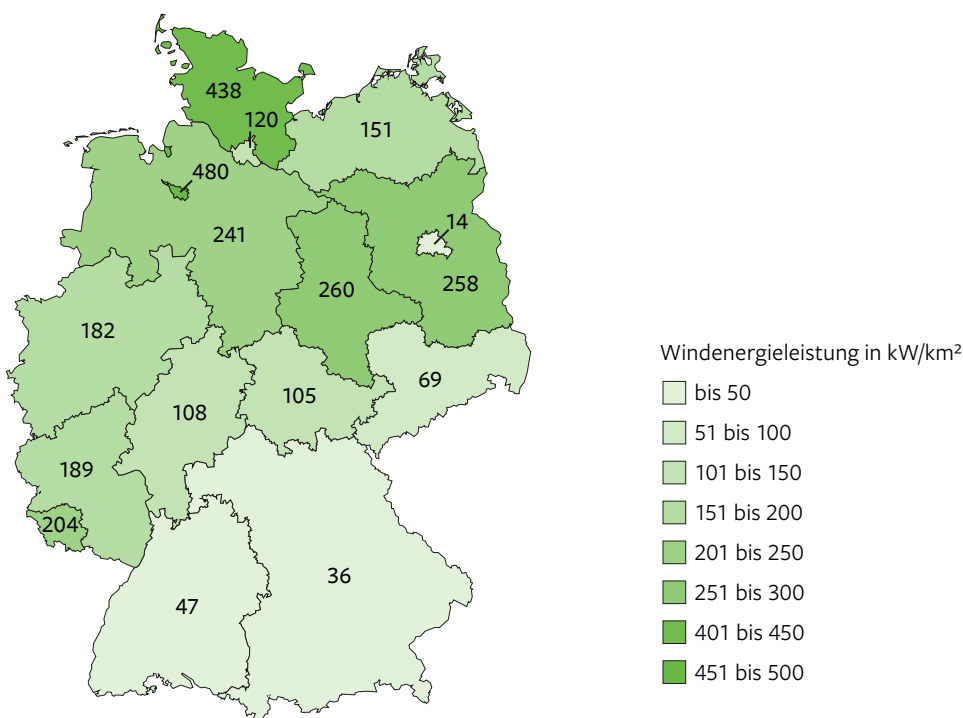 438
120
151
480
14
241
258
260
182
69
105
108
189
204
36
47
Windenergieleistung in kW/km²
bis 50
51 bis 100
101 bis 150
151 bis 200
201 bis 250
251 bis 300
401 bis 450
451 bis 500